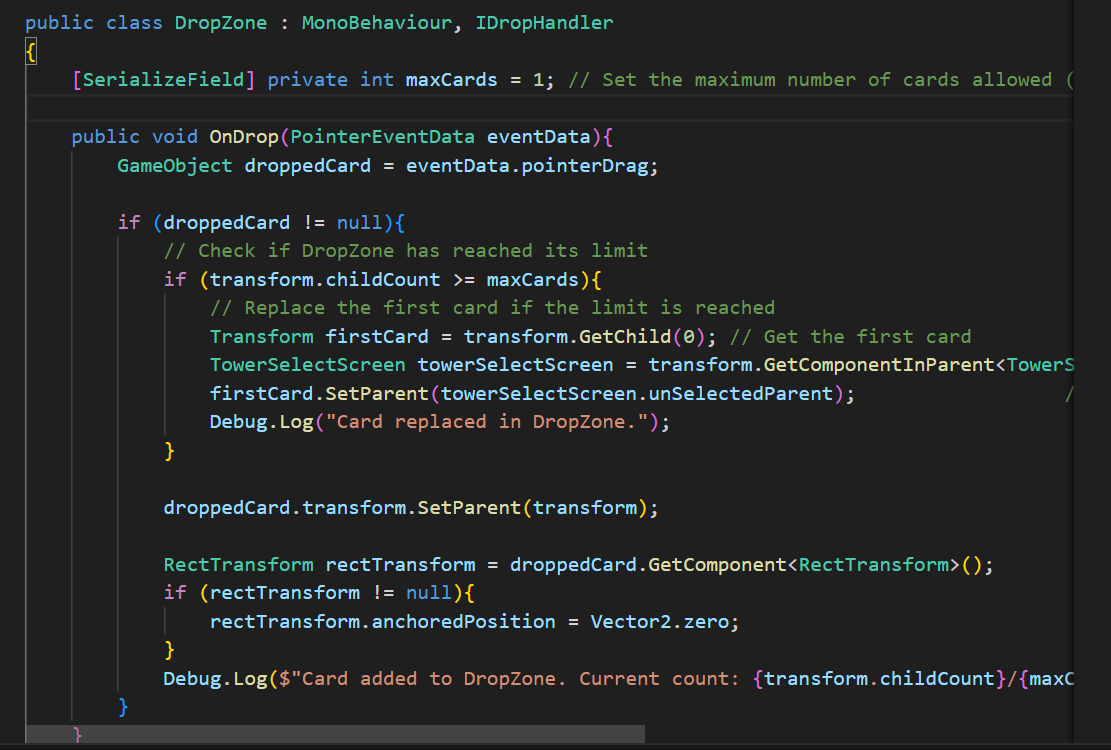 public class DropZone : MonoBehaviour, IDropHandler
{
[SerializeField] private int maxCards = 1; // Set the maximum number of cards allowed (
public void OnDrop(PointerEventData eventData){
GameObject droppedCard = eventData.pointerDrag;
if (droppedCard != null){
// Check if DropZone has reached its limit
if (transform.childCount >= maxCards){
// Replace the first card if the limit is reached
Transform firstCard = transform.GetChild(0); // Get the first card
TowerSelectScreen towerSelectScreen = transform.GetComponentInParent<TowerS
firstCard.SetParent(towerSelectScreen.unSelectedParent); /
Debug.Log("Card replaced in DropZone.");
}
droppedCard.transform.SetParent(transform);
RectTransform rectTransform = droppedCard.GetComponent<RectTransform>();
if (rectTransform != null){
rectTransform.anchoredPosition = Vector2.zero;
}
Debug.Log($"Card added to DropZone. Current count: {transform.childCount}/{maxC
}
}